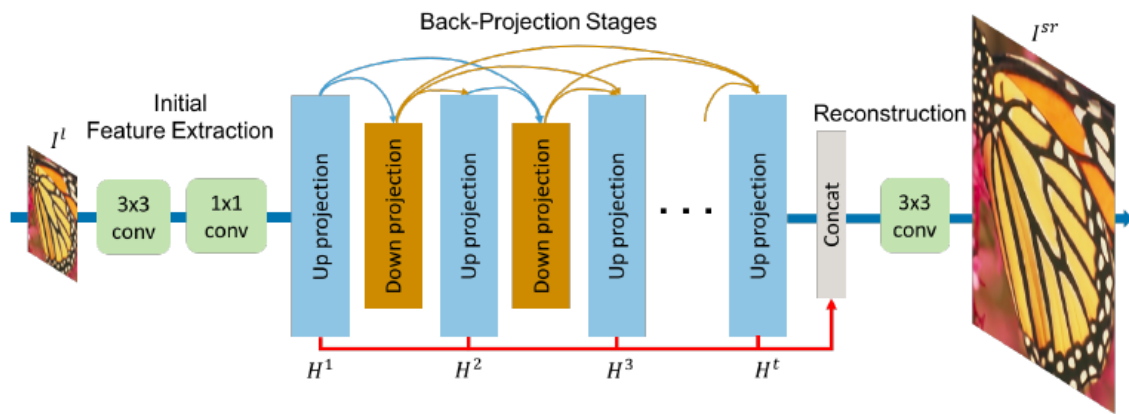 Back-Projection Stages
I^{sr}
Initial
Feature Extraction
Reconstruction
I^{l}
3x3
conv
1x1
conv
Up projection
Down projection
Up projection
Down projection
Up projection
. . .
Up projection
Concat
3x3
conv
H^{1}
H^{2}
H^{3}
H^{t}